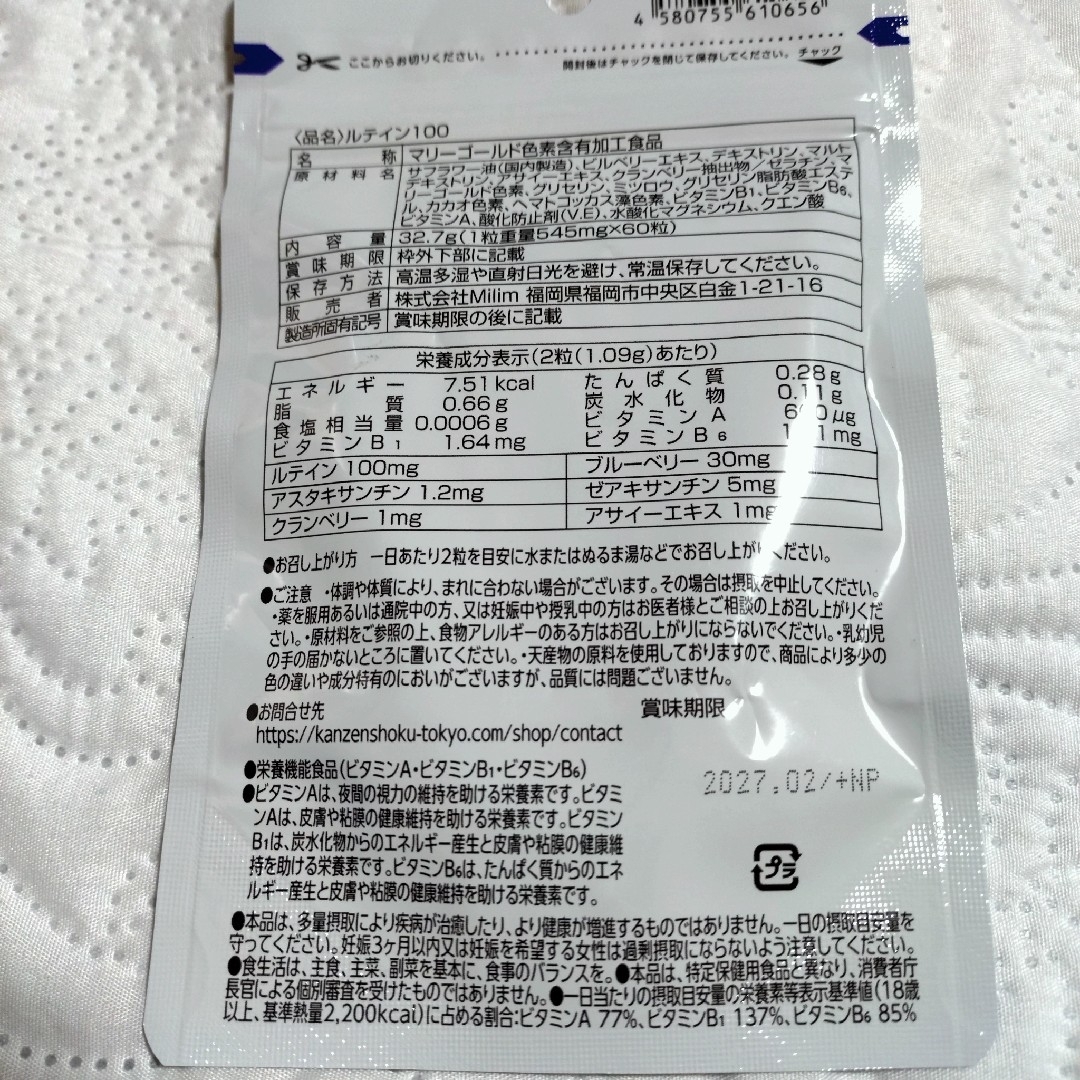 4 580755 610656
ここからお切りください。
開封後はチャックを閉じて保存してください。 チャック
〈品名〉ルテイン100
名称 マリーゴールド色素含有加工食品
原材料名 サフラワー油(国内製造)、ビルベリーエキス、デキストリン、マルト
デキストリン、アサイーエキス、クランベリー抽出物/ゼラチン、マ
リーゴールド色素、グリセリン、ミツロウ、グリセリン脂肪酸エステ
ル、カカオ色素、ヘマトコッカス藻色素、ビタミンB1、ビタミンB6、
ビタミンA、酸化防止剤(V.E)、水酸化マグネシウム、クエン酸
内容量 32.7g(1粒重量545mg×60粒)
賞味期限 枠外下部に記載
保存方法 高温多湿や直射日光を避け、常温保存してください。
販売者 株式会社Milim 福岡県福岡市中央区白金1-21-16
製造所固有記号 賞味期限の後に記載
栄養成分表示(2粒(1.09g)あたり)
エネルギー 7.51kcal たんぱく質 0.28g
脂質 0.66g 炭水化物 0.11g
食塩相当量 0.0006g ビタミンA μg
ビタミンB1 1.64mg ビタミンB6 mg
ルテイン 100mg ブルーベリー 30mg
アスタキサンチン 1.2mg ゼアキサンチン 5mg
クランベリー 1mg アサイーエキス 1mg
●お召し上がり方 一日あたり2粒を目安に水またはぬるま湯などでお召し上がりください。
●ご注意 ・体調や体質により、まれに合わない場合がございます。その場合は摂取を中止してください。
・薬を服用あるいは通院中の方、又は妊娠中や授乳中の方はお医者様とご相談の上お召し上がりくだ
さい。・原材料をご参照の上、食物アレルギーのある方はお召し上がりにならないでください。・乳幼児
の手の届かないところに置いてください。・天産物の原料を使用しておりますので、商品により多少の
色の違いや成分特有のにおいがございますが、品質には問題ございません。
●お問合せ先
https://kanzenshoku-tokyo.com/shop/contact
賞味期限
2027.02/+NP
●栄養機能食品(ビタミンA・ビタミンB1・ビタミンB6)
●ビタミンAは、夜間の視力の維持を助ける栄養素です。ビタミ
ンAは、皮膚や粘膜の健康維持を助ける栄養素です。ビタミン
B1は、炭水化物からのエネルギー産生と皮膚や粘膜の健康維
持を助ける栄養素です。ビタミンB6は、たんぱく質からのエネ
ルギー産生と皮膚や粘膜の健康維持を助ける栄養素です。
プラ
●本品は、多量摂取により疾病が治癒したり、より健康が増進するものではありません。一日の摂取目安量を
守ってください。妊娠3ヶ月以内又は妊娠を希望する女性は過剰摂取にならないよう注意してください。
●食生活は、主食、主菜、副菜を基本に、食事のバランスを。●本品は、特定保健用食品と異なり、消費者庁
長官による個別審査を受けたものではありません。●一日当たりの摂取目安量の栄養素等表示基準値(18歳
以上、基準熱量2,200kcal)に占める割合:ビタミンA 77%、ビタミンB1 137%、ビタミンB6 85%